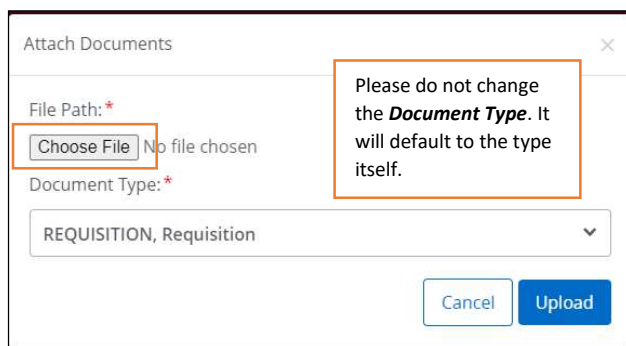 Attach Documents
Please do not change
the Document Type. It
will default to the type
itself.
File Path:*
Choose File No file chosen
Document Type:*
REQUISITION, Requisition
Cancel Upload